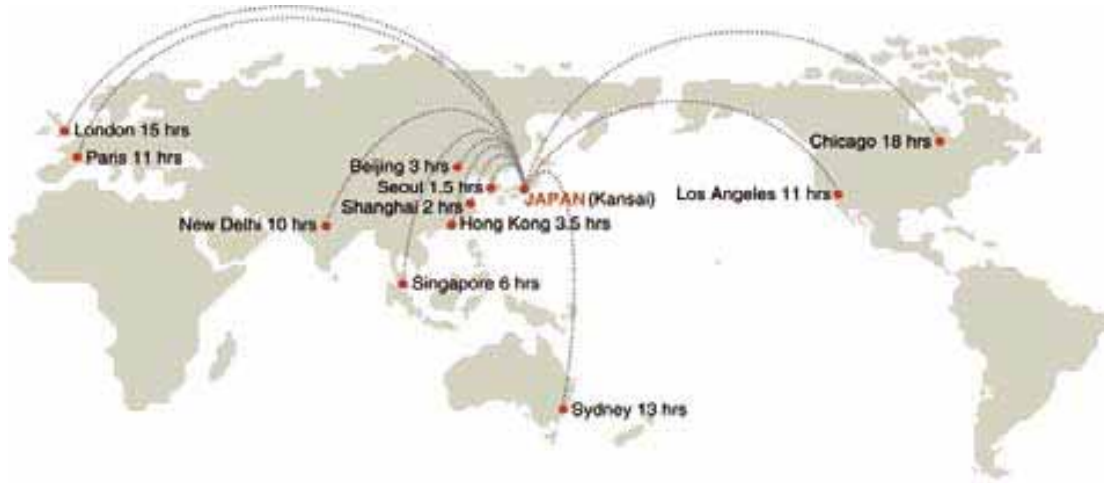 London 15 hrs
Paris 11 hrs
Chicago 18 hrs
Beijing 3 hrs
Seoul 1.5 hrs
JAPAN (Kansai)
Los Angeles 11 hrs
Shanghai 2 hrs
New Delhi 10 hrs
Hong Kong 3.5 hrs
Singapore 6 hrs
Sydney 13 hrs